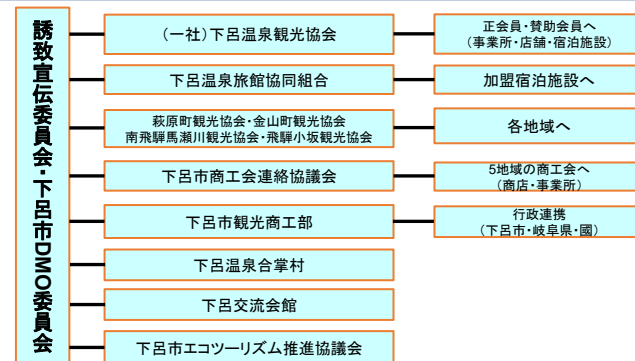 誘致宣伝委員会・下呂市DMO委員会
(一社)下呂温泉観光協会
正会員・賛助会員へ
(事業所・店舗・宿泊施設)
下呂温泉旅館協同組合
加盟宿泊施設へ
萩原町観光協会・金山町観光協会
南飛騨馬瀬川観光協会・飛騨小坂観光協会
各地域へ
下呂市商工会連絡協議会
5地域の商工会へ
(商店・事業所)
下呂市観光商工部
行政連携
(下呂市・岐阜県・國)
下呂温泉合掌村
下呂交流会館
下呂市エコツーリズム推進協議会